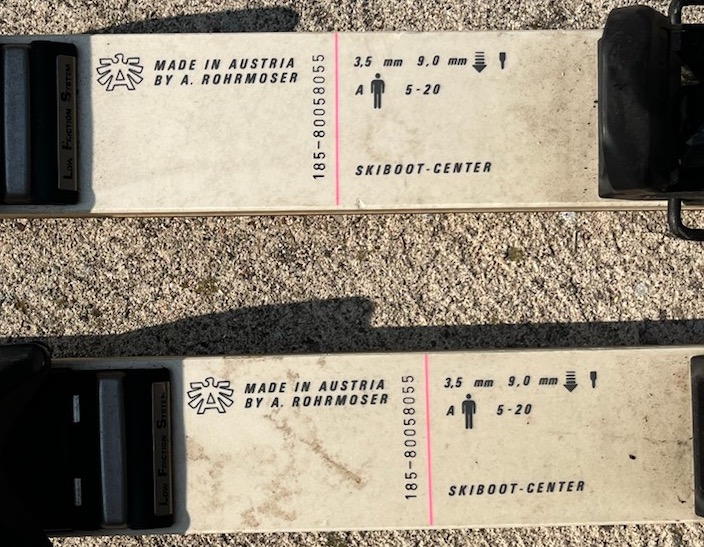 LOW FRICTION SYSTEM
A
MADE IN AUSTRIA
BY A. ROHRMOSER
185-80058055
3,5 mm 9,0 mm
A 5-20
SKIBOOT-CENTER
LOW FRICTION SYSTEM
A
MADE IN AUSTRIA
BY A. ROHRMOSER
185-80058055
3,5 mm 9,0 mm
A 5-20
SKIBOOT-CENTER